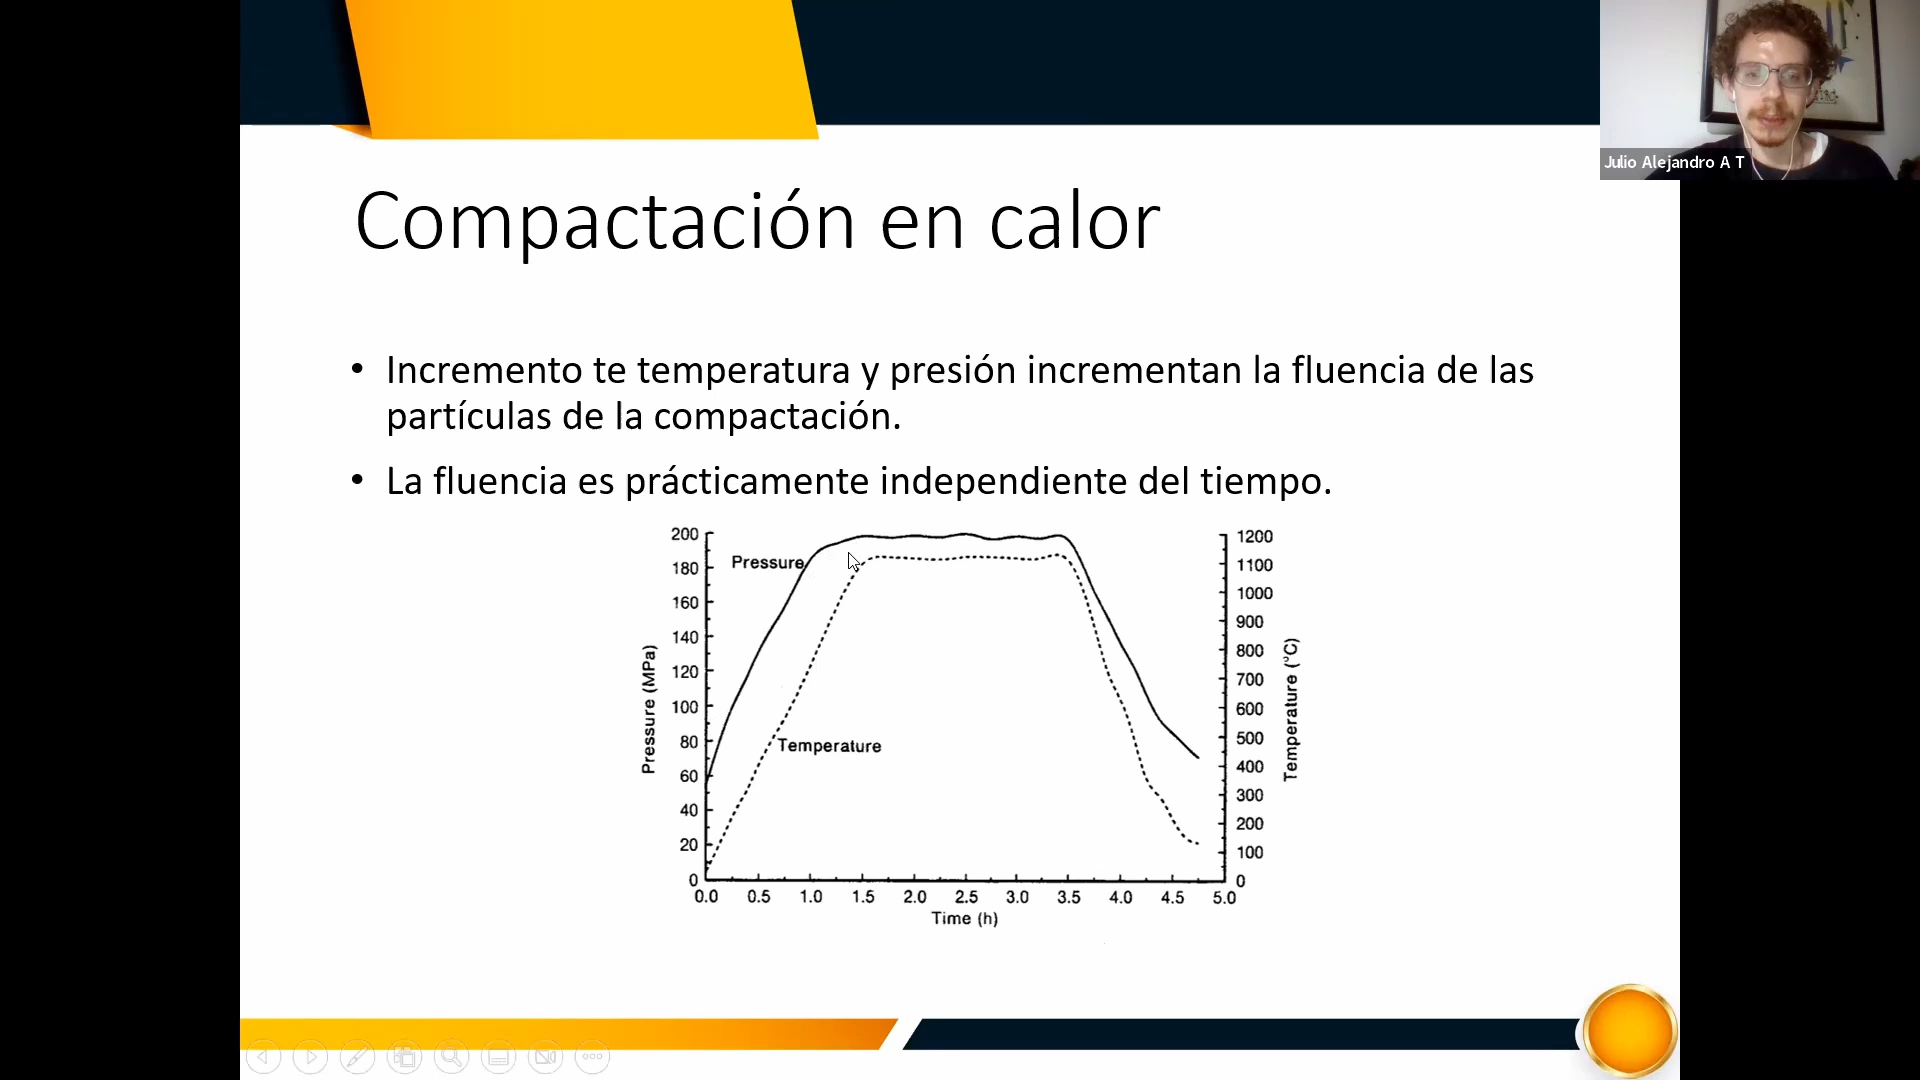 Julio Alejandro A T
Compactación en calor
• Incremento te temperatura y presión incrementan la fluencia de las
partículas de la compactación.
• La fluencia es prácticamente independiente del tiempo.
Pressure
Temperature
Pressure (MPa)
200
180
160
140
120
100
80
60
40
20
0
1200
1100
1000
900
800
700
600
500
400
300
200
100
0
Temperature (°C)
0.0 0.5 1.0 1.5 2.0 2.5 3.0 3.5 4.0 4.5 5.0
Time (h)